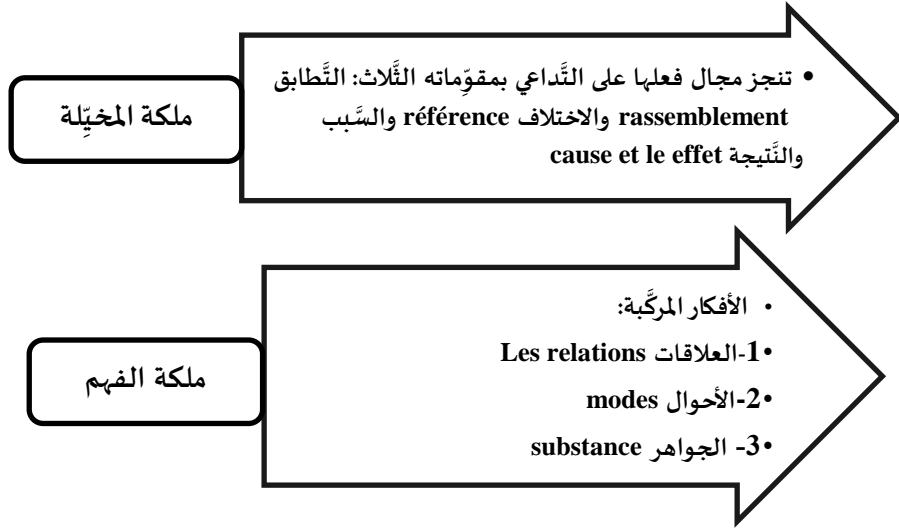 ملكة المخيِّلة
• تنجز مجال فعلها على التَّداعي بمقوِّماته الثَّلاث: التَّطابق
rassemblement والاختلاف référence والسَّبب
والنَّتيجة cause et le effet
ملكة الفهم
• الأفكار المركَّبة:
•1-العلاقات Les relations
•2-الأحوال modes
•3- الجواهر substance